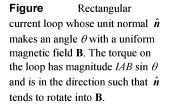 Figure Rectangular
current loop whose unit normal n̂
makes an angle θ with a uniform
magnetic field B. The torque on
the loop has magnitude IAB sin θ
and is in the direction such that n̂
tends to rotate into B.